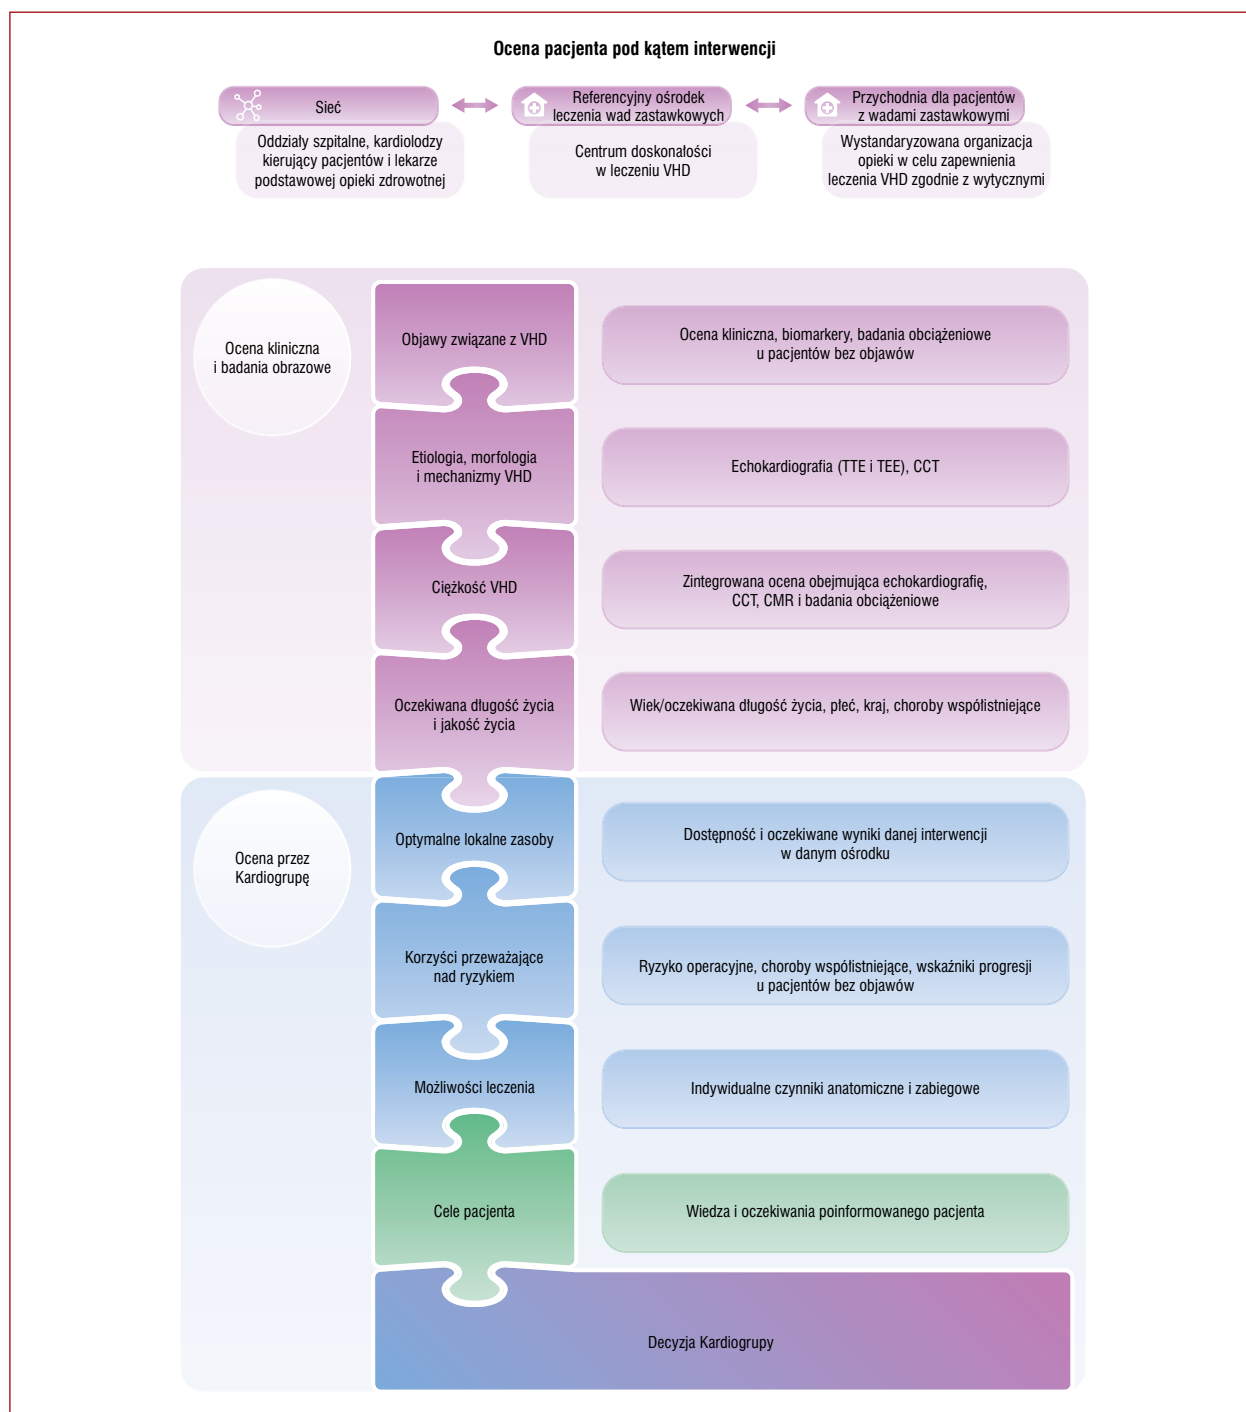 Ocena pacjenta pod kątem interwencji
Sieć
Oddziały szpitalne, kardiolodzy
kierujący pacjentów i lekarze
podstawowej opieki zdrowotnej
Referencyjny ośrodek
leczenia wad zastawkowych
Centrum doskonałości
w leczeniu VHD
Przychodnia dla pacjentów
z wadami zastawkowymi
Wystandaryzowana organizacja
opieki w celu zapewnienia
leczenia VHD zgodnie z wytycznymi
Ocena kliniczna
i badania obrazowe
Objawy związane z VHD
Ocena kliniczna, biomarkery, badania obciążeniowe
u pacjentów bez objawów
Etiologia, morfologia
i mechanizmy VHD
Echokardiografia (TTE i TEE), CCT
Ciężkość VHD
Zintegrowana ocena obejmująca echokardiografię,
CCT, CMR i badania obciążeniowe
Oczekiwana długość życia
i jakość życia
Wiek/oczekiwana długość życia, płeć, kraj, choroby współistniejące
Ocena przez
Kardiogrupę
Optymalne lokalne zasoby
Dostępność i oczekiwane wyniki danej interwencji
w danym ośrodku
Korzyści przeważające
nad ryzykiem
Ryzyko operacyjne, choroby współistniejące, wskaźniki progresji
u pacjentów bez objawów
Możliwości leczenia
Indywidualne czynniki anatomiczne i zabiegowe
Cele pacjenta
Wiedza i oczekiwania poinformowanego pacjenta
Decyzja Kardiogrupy